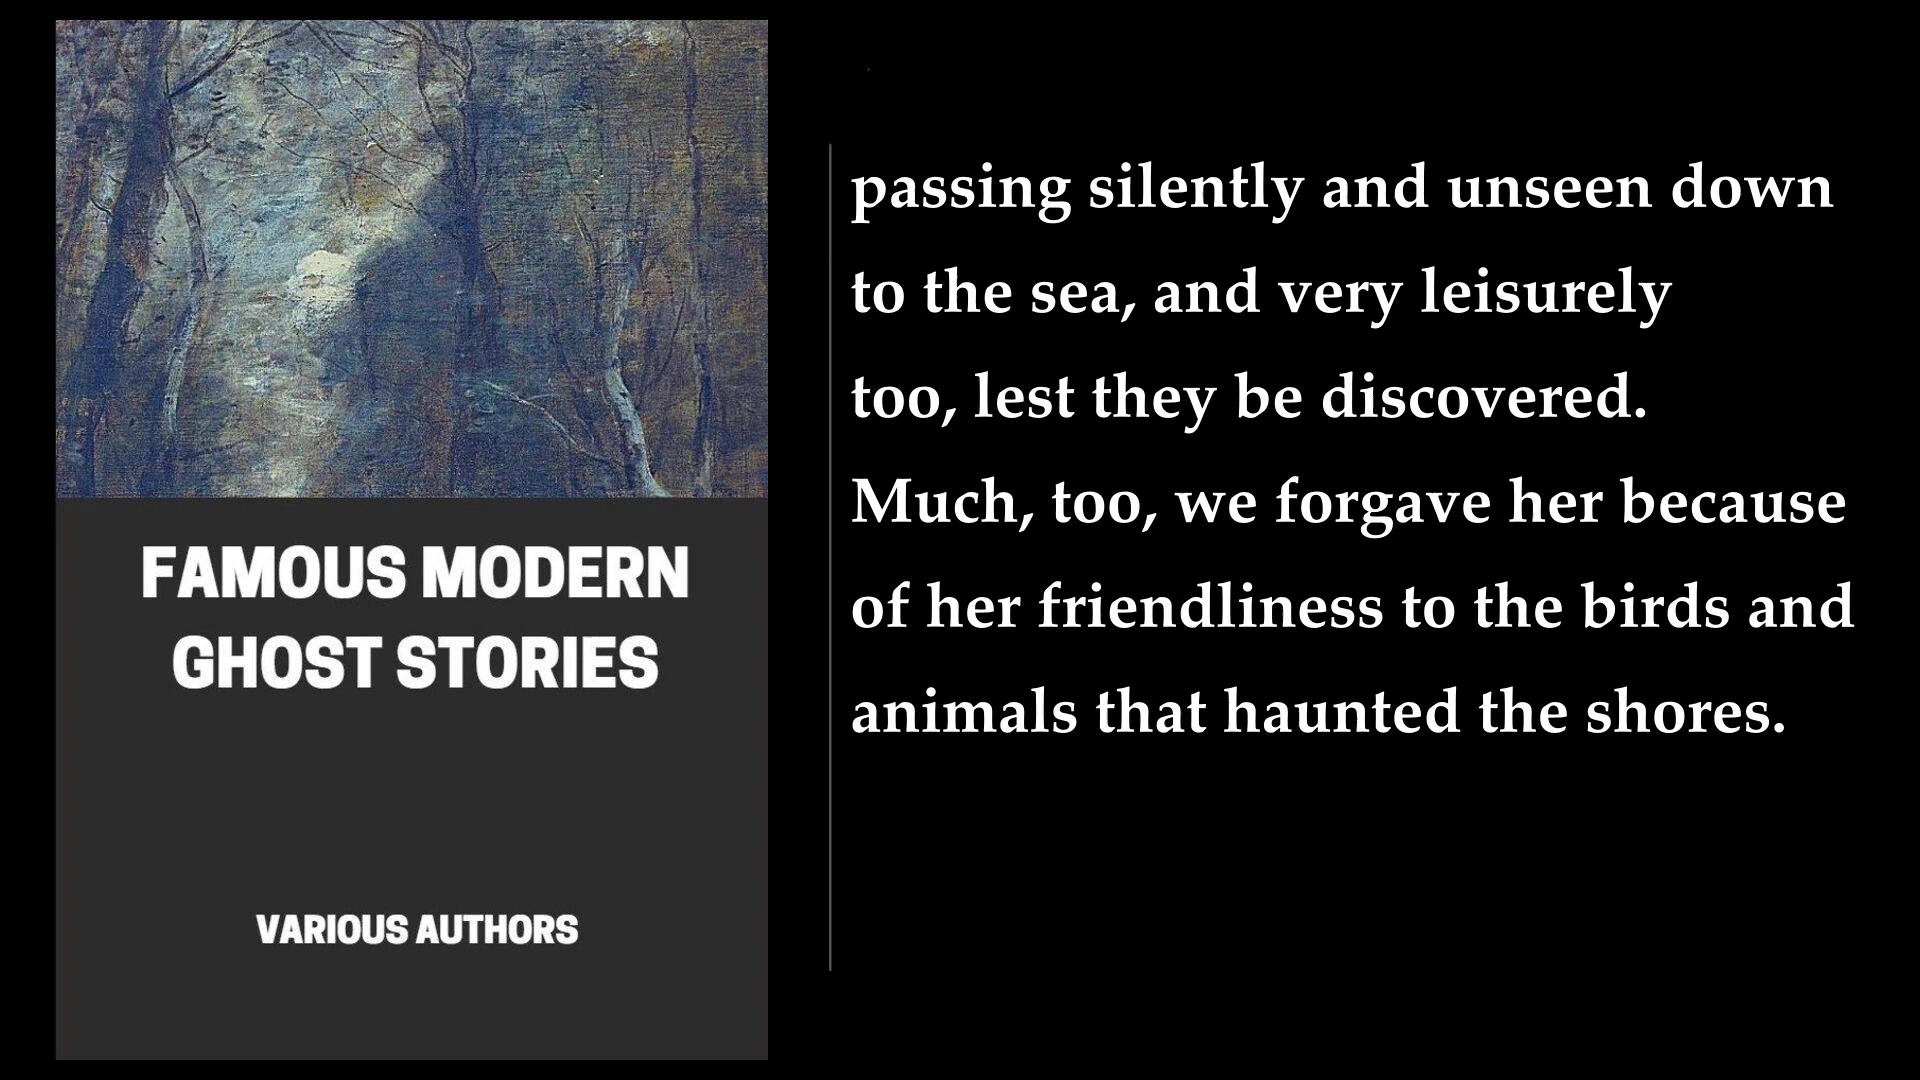 FAMOUS MODERN
GHOST STORIES
VARIOUS AUTHORS
passing silently and unseen down
to the sea, and very leisurely
too, lest they be discovered.
Much, too, we forgave her because
of her friendliness to the birds and
animals that haunted the shores.